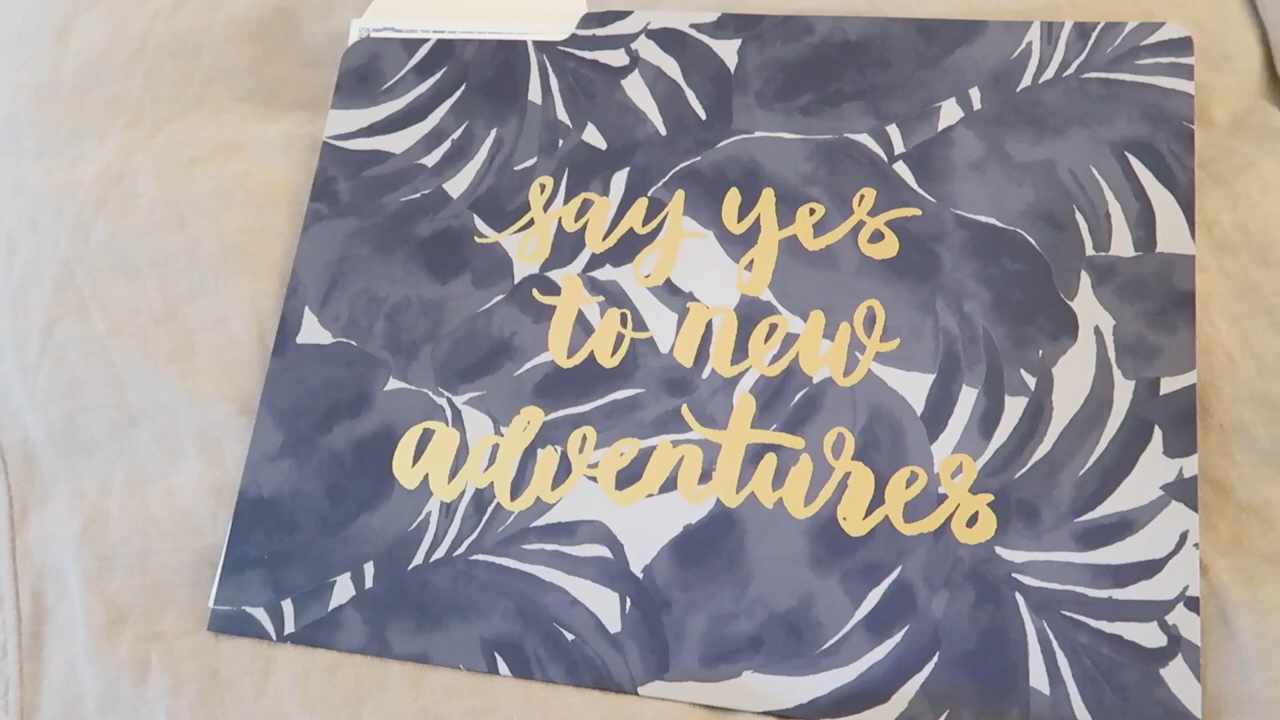 say yes
to new
adventures